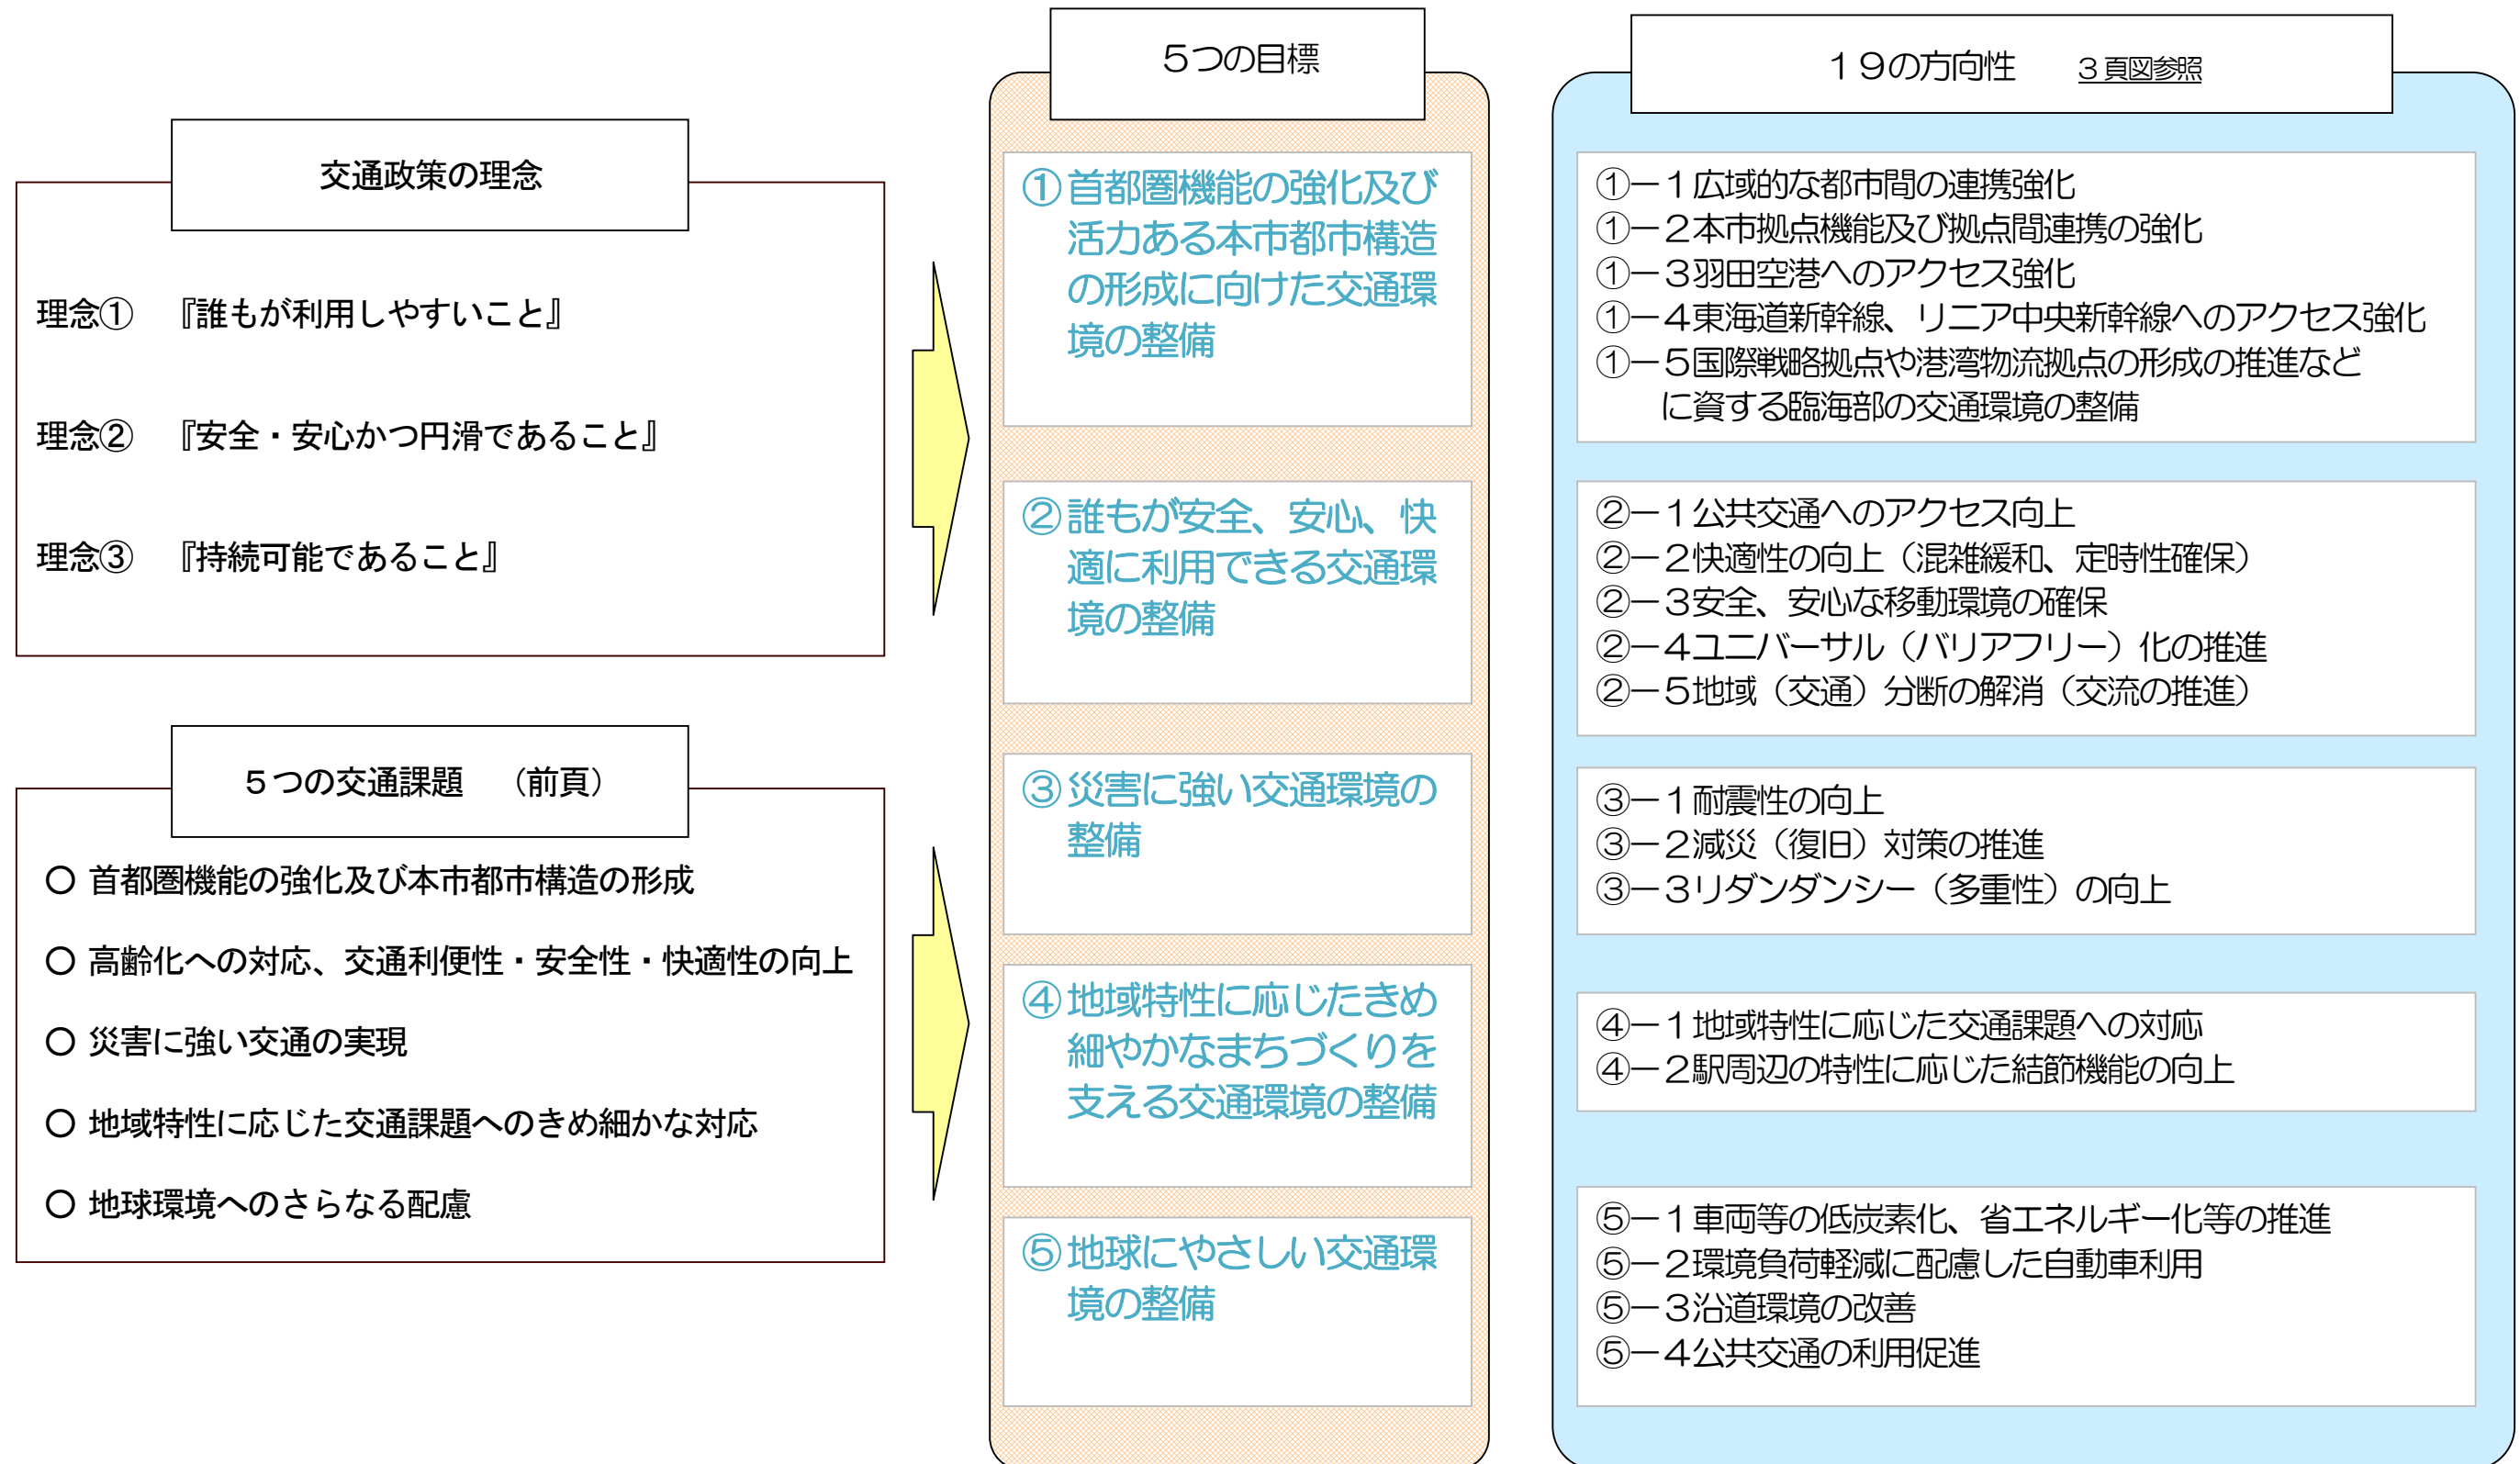 交通政策の理念
理念① 『誰もが利用しやすいこと』
理念② 『安全・安心かつ円滑であること』
理念③ 『持続可能であること』
５つの交通課題 （前頁）
〇 首都圏機能の強化及び本市都市構造の形成
〇 高齢化への対応、交通利便性・安全性・快適性の向上
〇 災害に強い交通の実現
〇 地域特性に応じた交通課題へのきめ細かな対応
〇 地球環境へのさらなる配慮
５つの目標
①首都圏機能の強化及び
活力ある本市都市構造
の形成に向けた交通環
境の整備
②誰もが安全、安心、快
適に利用できる交通環
境の整備
③災害に強い交通環境の
整備
④地域特性に応じたきめ
細やかなまちづくりを
支える交通環境の整備
⑤地球にやさしい交通環
境の整備
１９の方向性 ３頁図参照
①－１広域的な都市間の連携強化
①－２本市拠点機能及び拠点間連携の強化
①－３羽田空港へのアクセス強化
①－４東海道新幹線、リニア中央新幹線へのアクセス強化
①－５国際戦略拠点や港湾物流拠点の形成の推進など
に資する臨海部の交通環境の整備
②－１公共交通へのアクセス向上
②－２快適性の向上（混雑緩和、定時性確保）
②－３安全、安心な移動環境の確保
②－４ユニバーサル（バリアフリー）化の推進
②－５地域（交通）分断の解消（交流の推進）
③－１耐震性の向上
③－２減災（復旧）対策の推進
③－３リダンダンシー（多重性）の向上
④－１地域特性に応じた交通課題への対応
④－２駅周辺の特性に応じた結節機能の向上
⑤－１車両等の低炭素化、省エネルギー化等の推進
⑤－２環境負荷軽減に配慮した自動車利用
⑤－３沿道環境の改善
⑤－４公共交通の利用促進